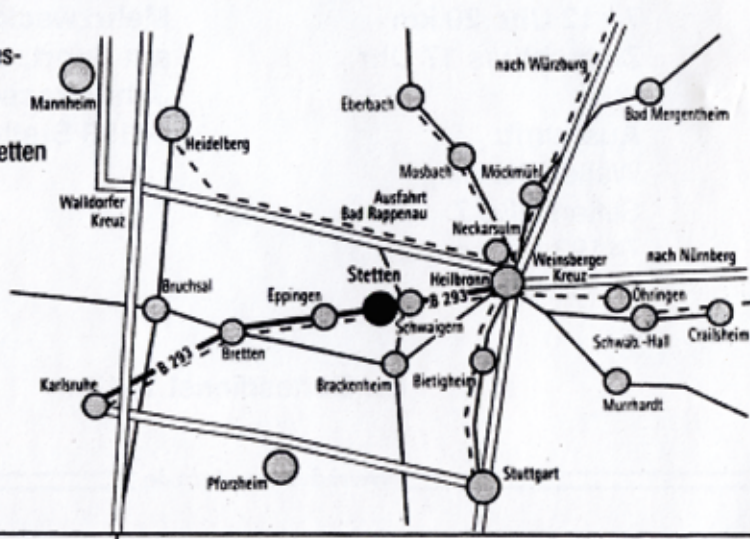 es-
etten
Mannheim
Heidelberg
Walldorfer
Kreuz
Eberbach
Mosbach
Möckmühl
nach Würzburg
Bad Mergentheim
Ausfahrt
Bad Rappenau
Neckarsulm
Weinsberger
Kreuz
nach Nürnberg
Heilbronn
Stetten
B 293
Schwaigern
Öhringen
Schwäb.-Hall
Crailsheim
Bruchsal
Eppingen
Bretten
B 293
Karlsruhe
Brackenheim
Bietigheim
Murrhardt
Pforzheim
Stuttgart